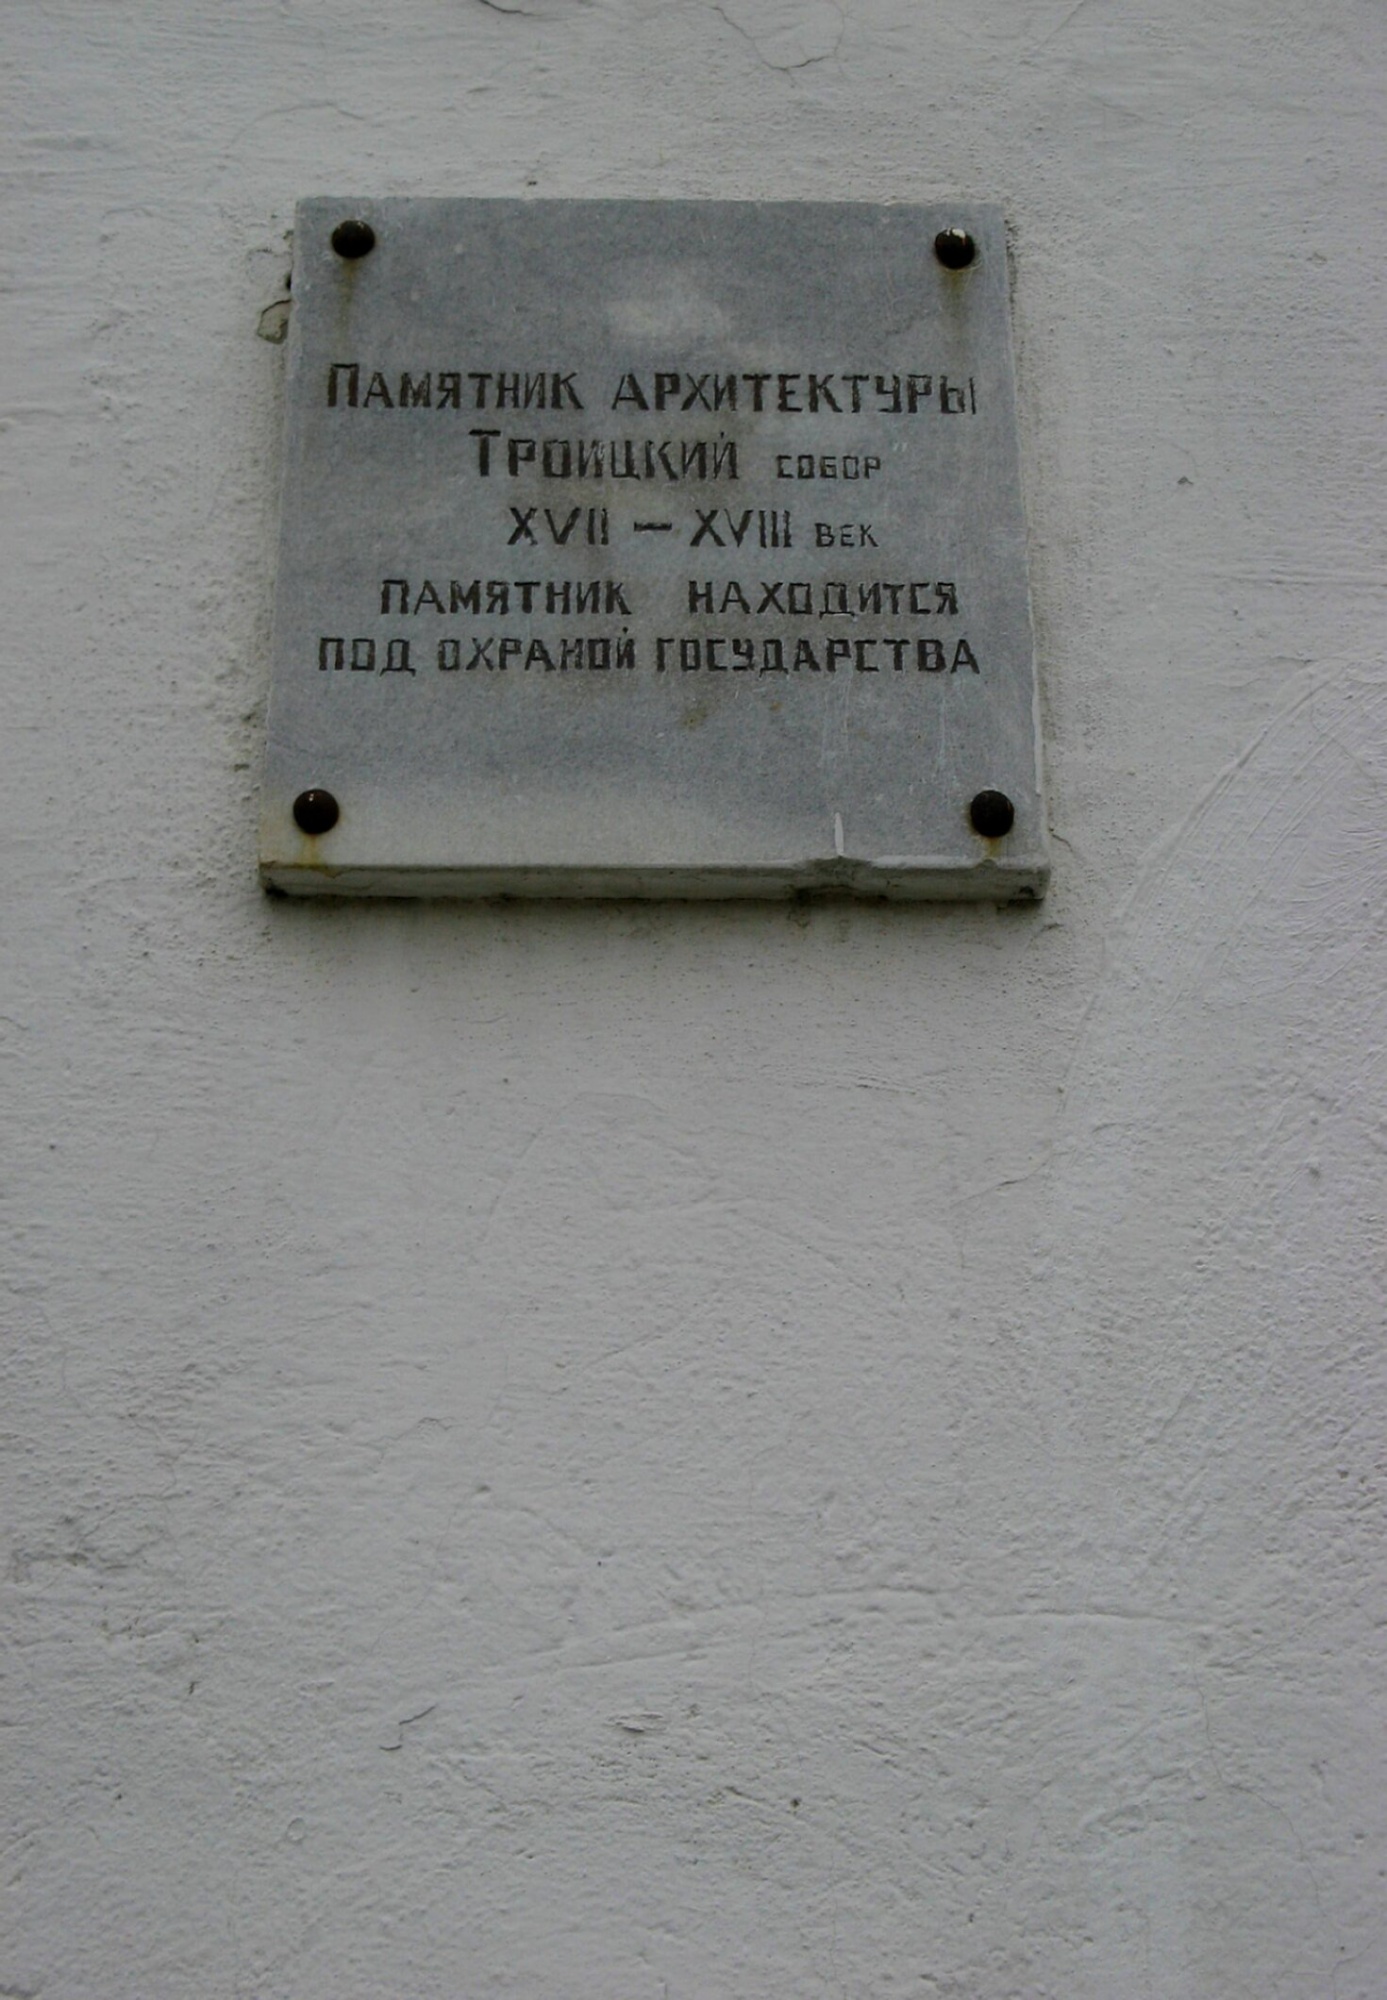 Памятник архитектуры
Троицкий собор
XVII – XVIII век
памятник находится
под охраной государства